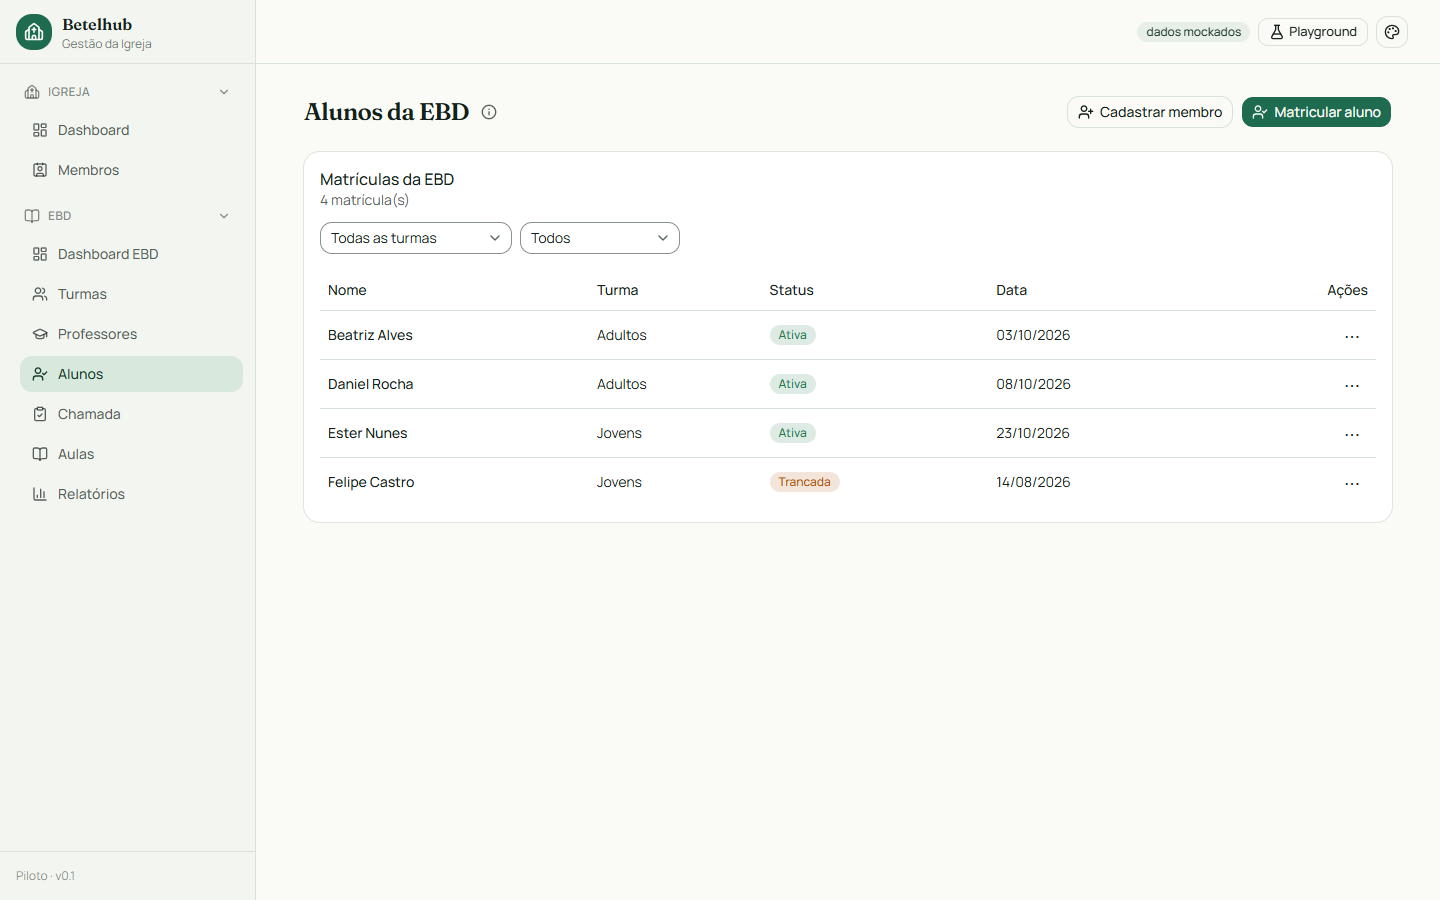 Betelhub
Gestão da Igreja
dados mockados
Playground
IGREJA
Dashboard
Membros
EBD
Dashboard EBD
Turmas
Professores
Alunos
Chamada
Aulas
Relatórios
Piloto · v0.1
Alunos da EBD
Cadastrar membro
Matricular aluno
Matrículas da EBD
4 matrícula(s)
Todas as turmas
Todos
Nome Turma Status Data Ações
Beatriz Alves Adultos Ativa 03/10/2026 ...
Daniel Rocha Adultos Ativa 08/10/2026 ...
Ester Nunes Jovens Ativa 23/10/2026 ...
Felipe Castro Jovens Trancada 14/08/2026 ...